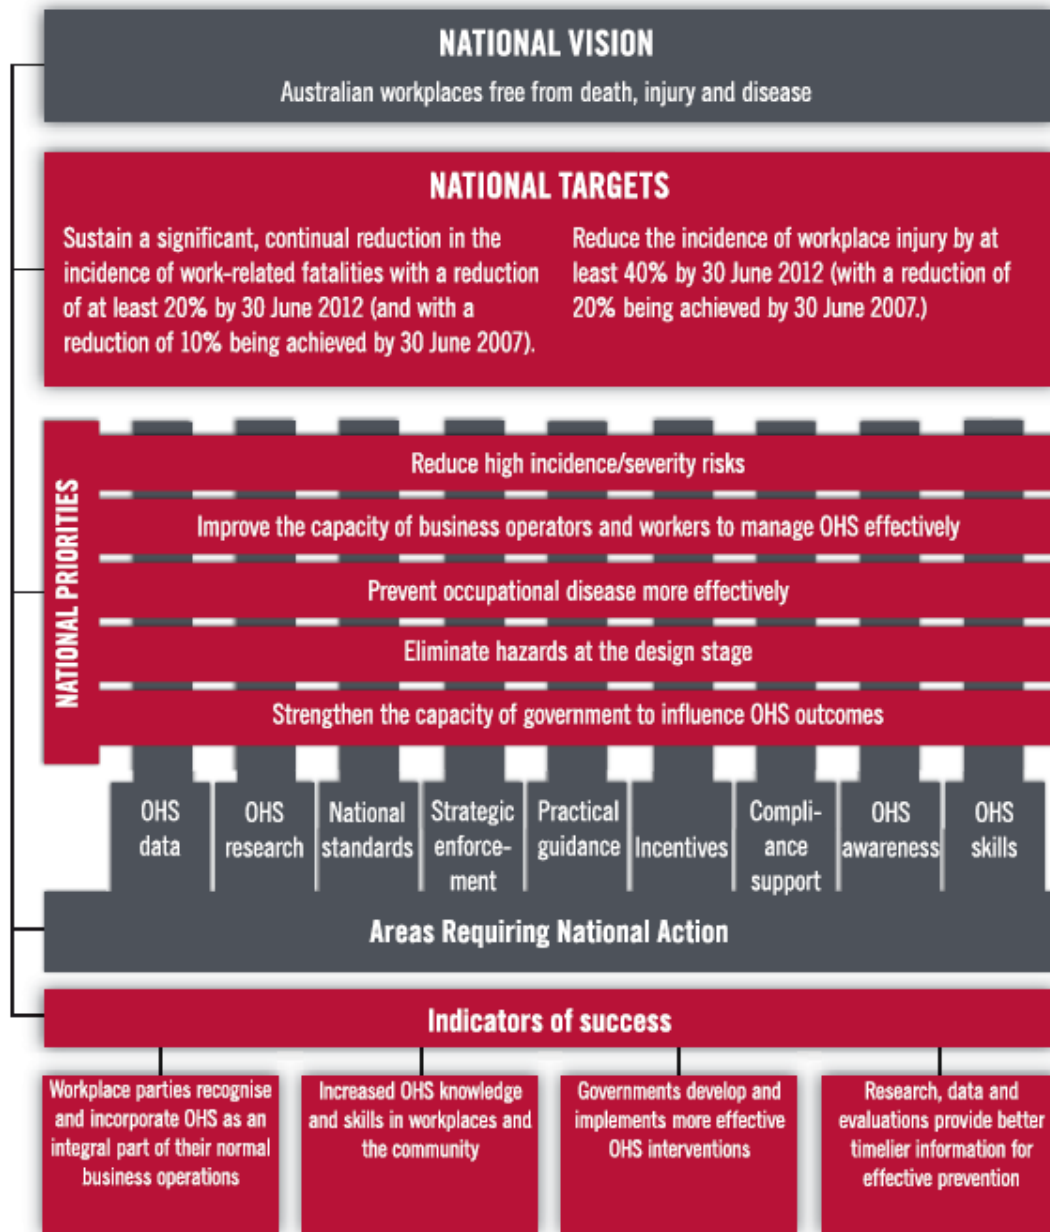 NATIONAL VISION
Australian workplaces free from death, injury and disease
NATIONAL TARGETS
Sustain a significant, continual reduction in the
incidence of work-related fatalities with a reduction
of at least 20% by 30 June 2012 (and with a
reduction of 10% being achieved by 30 June 2007).
Reduce the incidence of workplace injury by at
least 40% by 30 June 2012 (with a reduction of
20% being achieved by 30 June 2007.)
NATIONAL PRIORITIES
Reduce high incidence/severity risks
Improve the capacity of business operators and workers to manage OHS effectively
Prevent occupational disease more effectively
Eliminate hazards at the design stage
Strengthen the capacity of government to influence OHS outcomes
OHS
data
OHS
research
National
standards
Strategic
enforce-
ment
Practical
guidance
Incentives
Compli-
ance
support
OHS
awareness
OHS
skills
Areas Requiring National Action
Indicators of success
Workplace parties recognise
and incorporate OHS as an
integral part of their normal
business operations
Increased OHS knowledge
and skills in workplaces and
the community
Governments develop and
implements more effective
OHS interventions
Research, data and
evaluations provide better
timelier information for
effective prevention